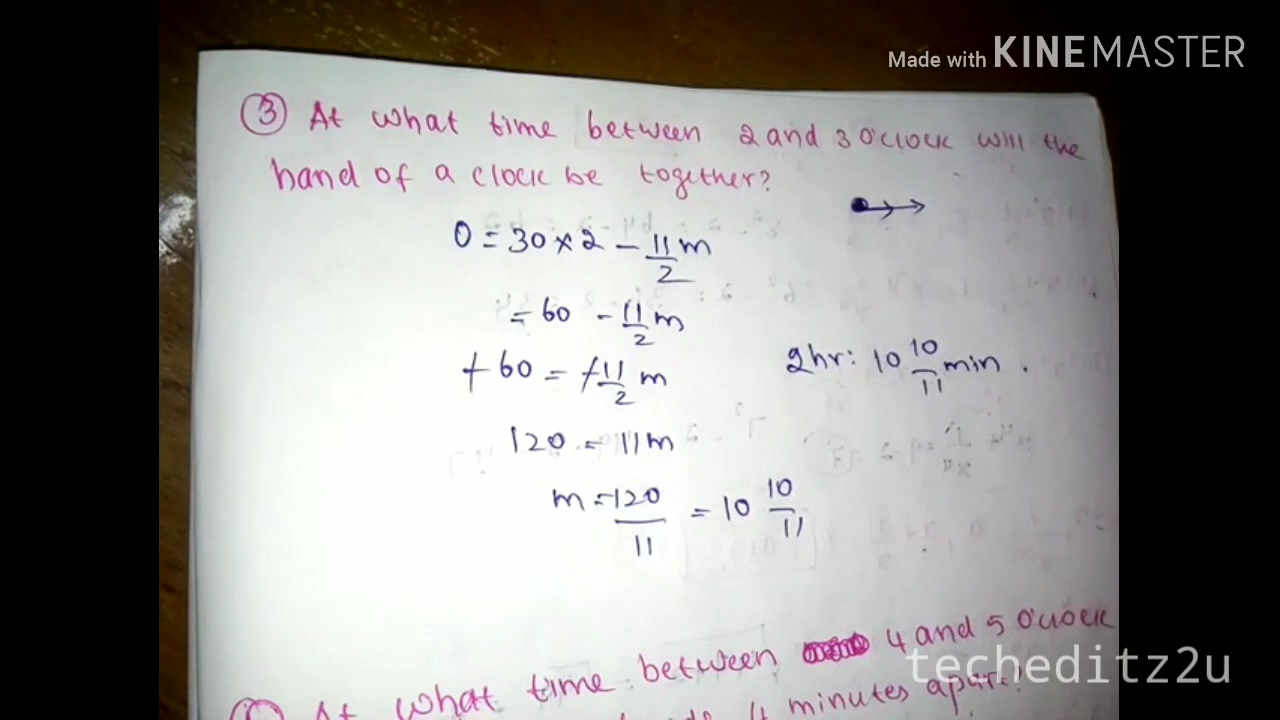 Made with KINEMASTER
③ At what time between 2 and 3 O'clock will the
hand of a clock be together?
0 = 30 × 2 - 11/2 m
= 60 - 11/2 m
+ 60 = + 11/2 m
2hr: 10 10/11 min .
120 = 11m
m = 120/11 = 10 10/11
At what time between 4 and 5 O'clock
4 minutes apart?
techeditz2u